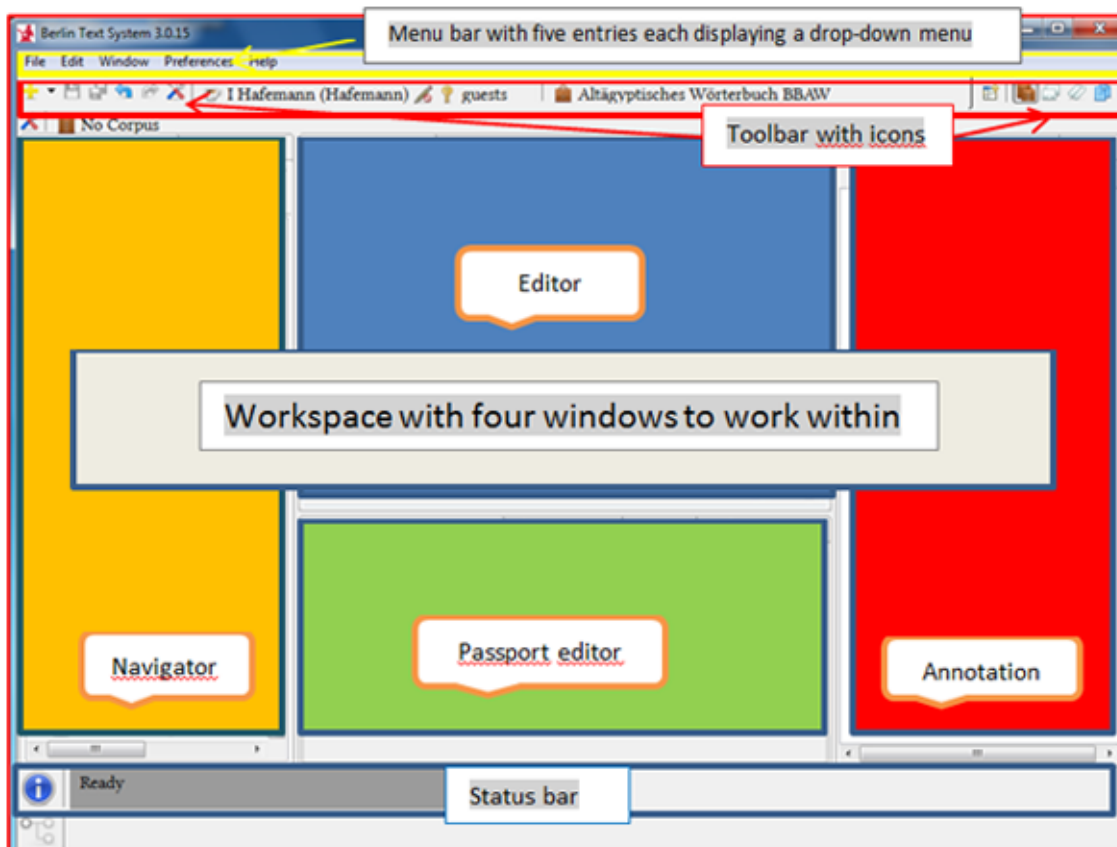 Berlin Text System 3.0.15
Menu bar with five entries each displaying a drop-down menu
File Edit Window Preferences Help
I Hafemann (Hafemann) guests Altägyptisches Wörterbuch BBAW
No Corpus
Toolbar with icons
Editor
Workspace with four windows to work within
Navigator
Passport editor
Annotation
Ready
Status bar